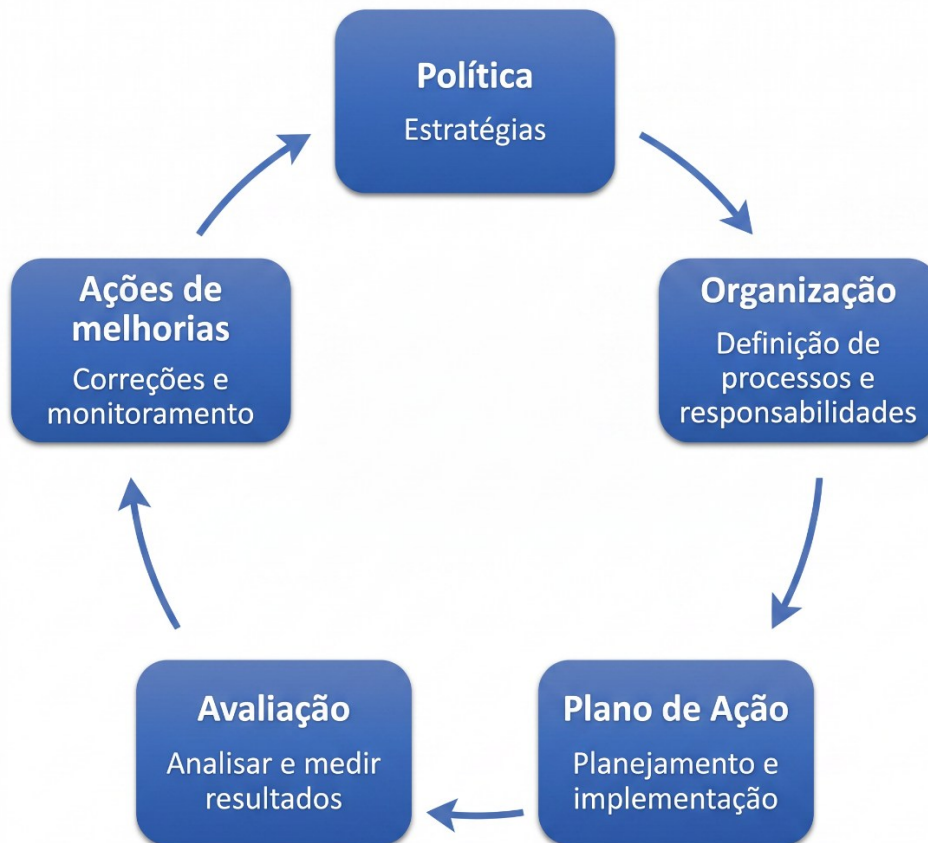 Política
Estratégias
Organização
Definição de
processos e
responsabilidades
Plano de Ação
Planejamento e
implementação
Avaliação
Analisar e medir
resultados
Ações de
melhorias
Correções e
monitoramento